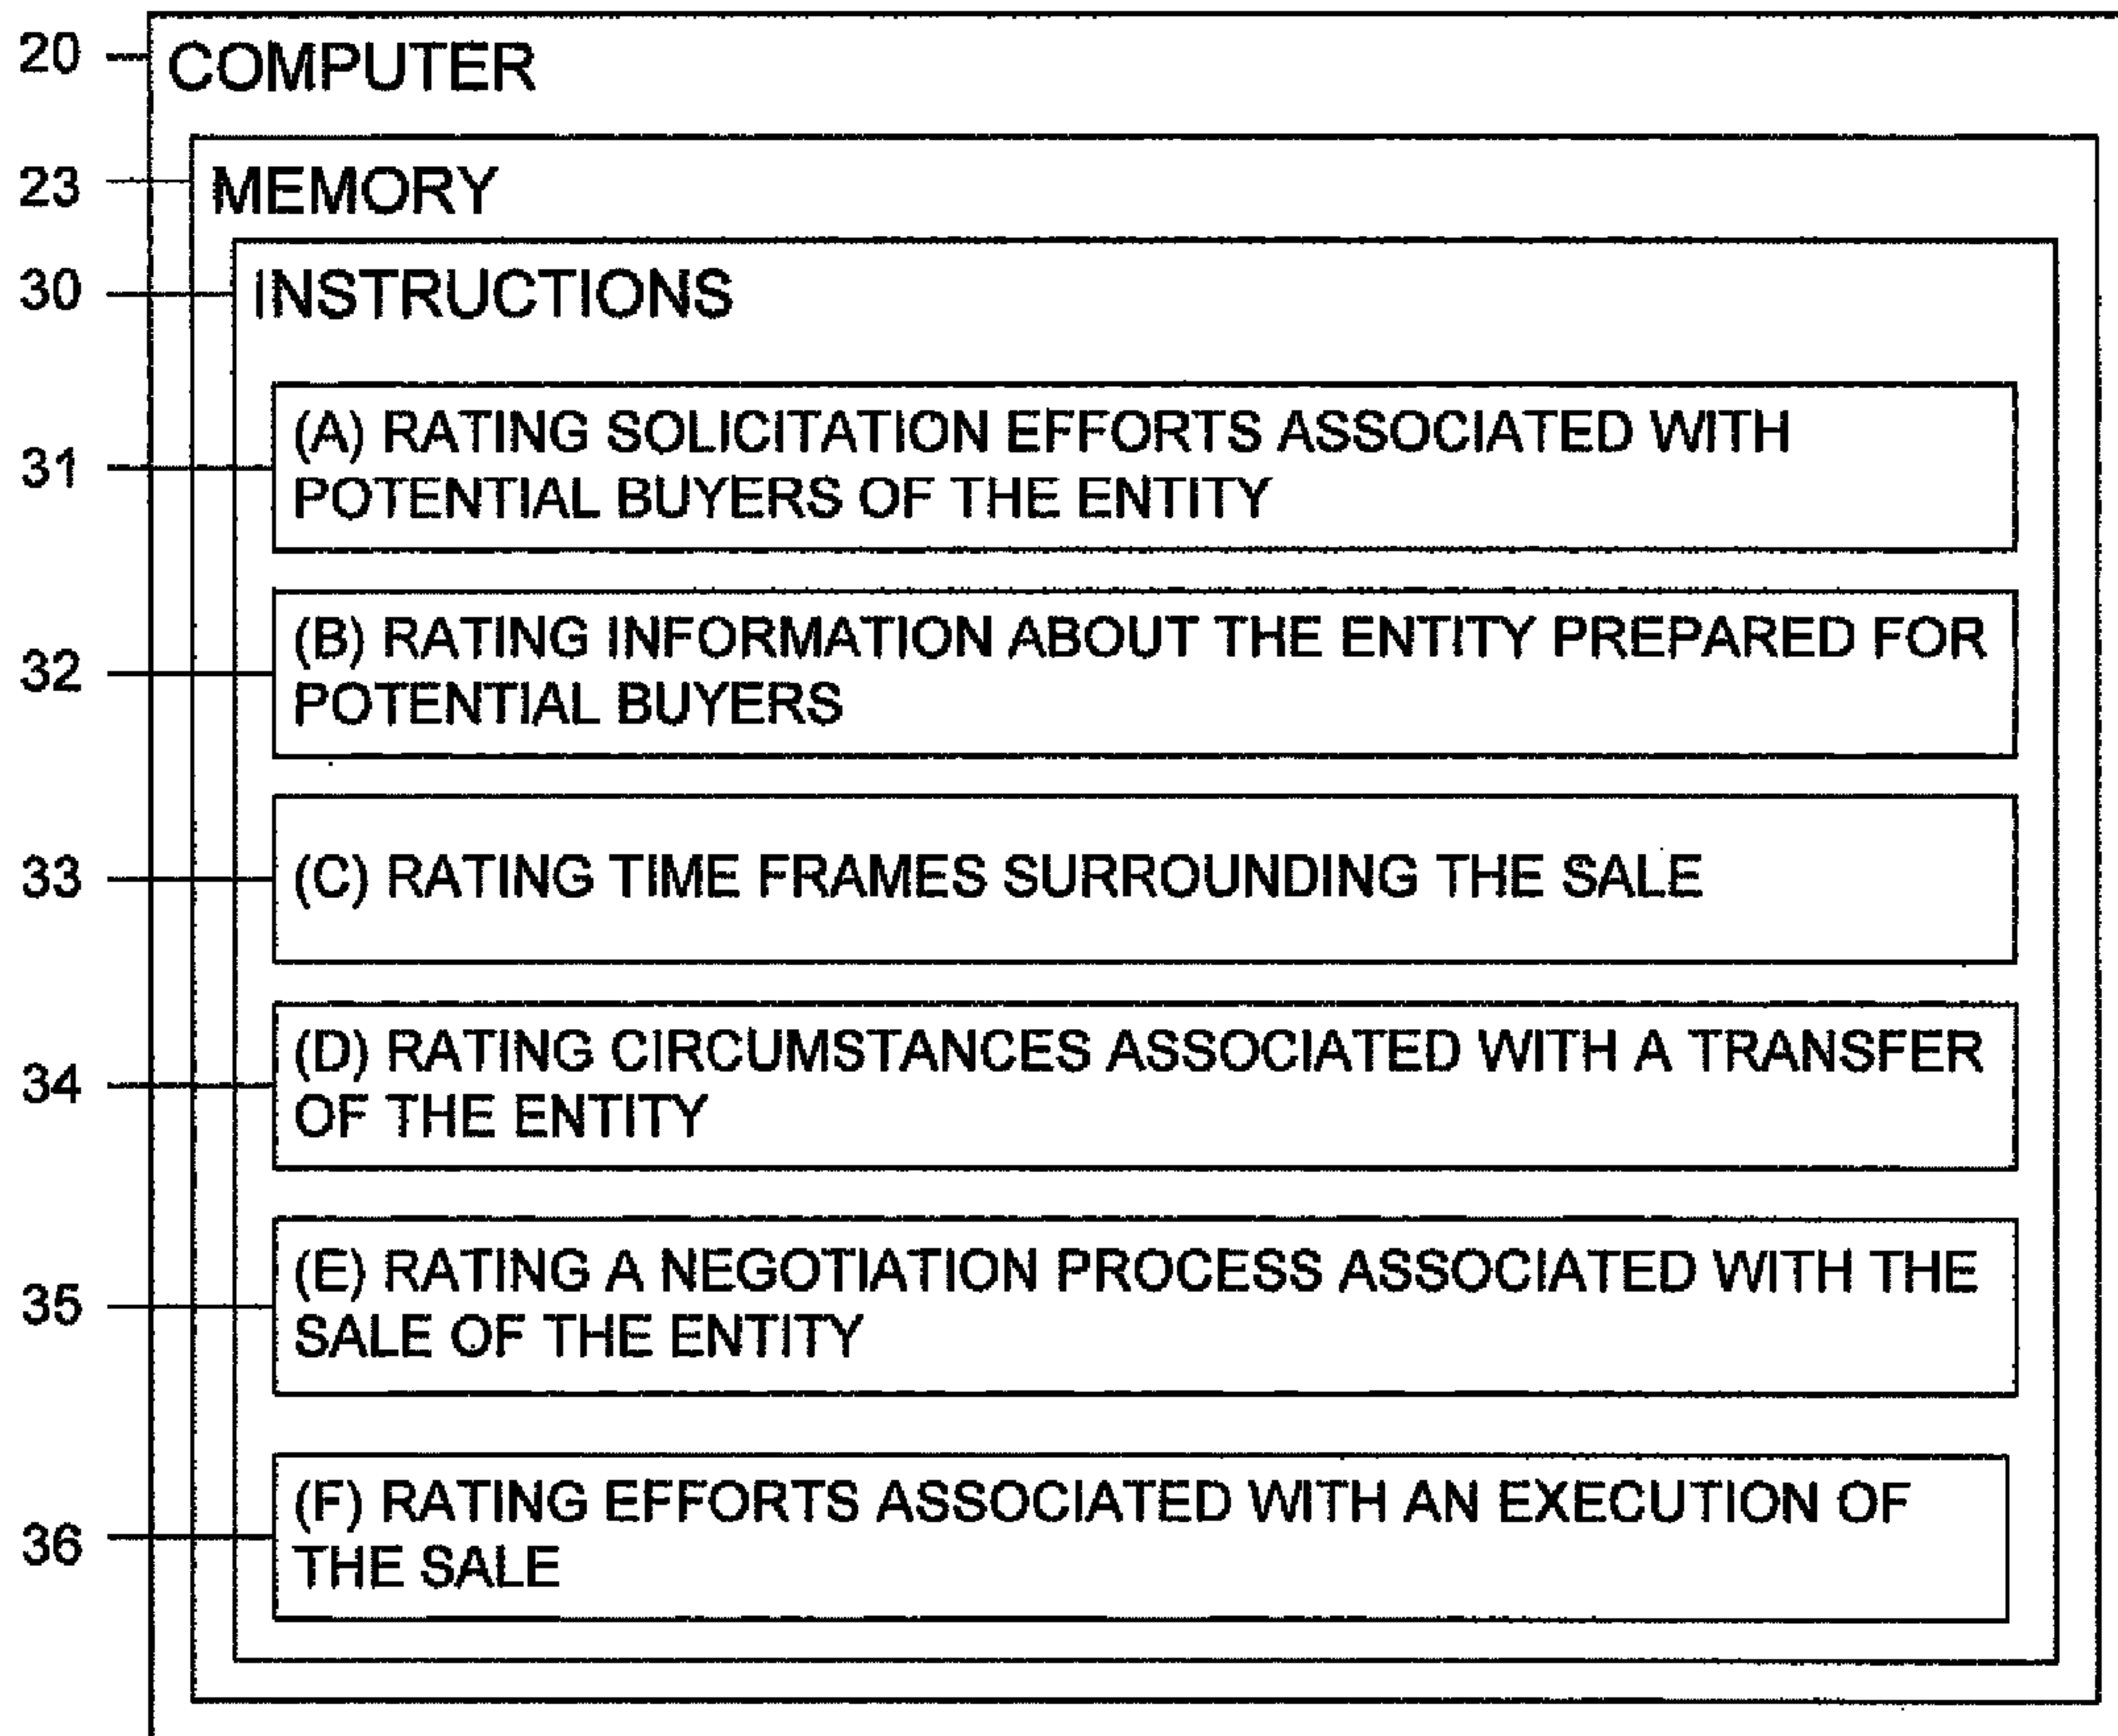 20 COMPUTER
23 MEMORY
30 INSTRUCTIONS
(A) RATING SOLICITATION EFFORTS ASSOCIATED WITH
31
POTENTIAL BUYERS OF THE ENTITY
(B) RATING INFORMATION ABOUT THE ENTITY PREPARED FOR
32
POTENTIAL BUYERS
33 (C) RATING TIME FRAMES SURROUNDING THE SALE
(D) RATING CIRCUMSTANCES ASSOCIATED WITH A TRANSFER
34
OF THE ENTITY
(E) RATING A NEGOTIATION PROCESS ASSOCIATED WITH THE
35
SALE OF THE ENTITY
(F) RATING EFFORTS ASSOCIATED WITH AN EXECUTION OF
36
THE SALE